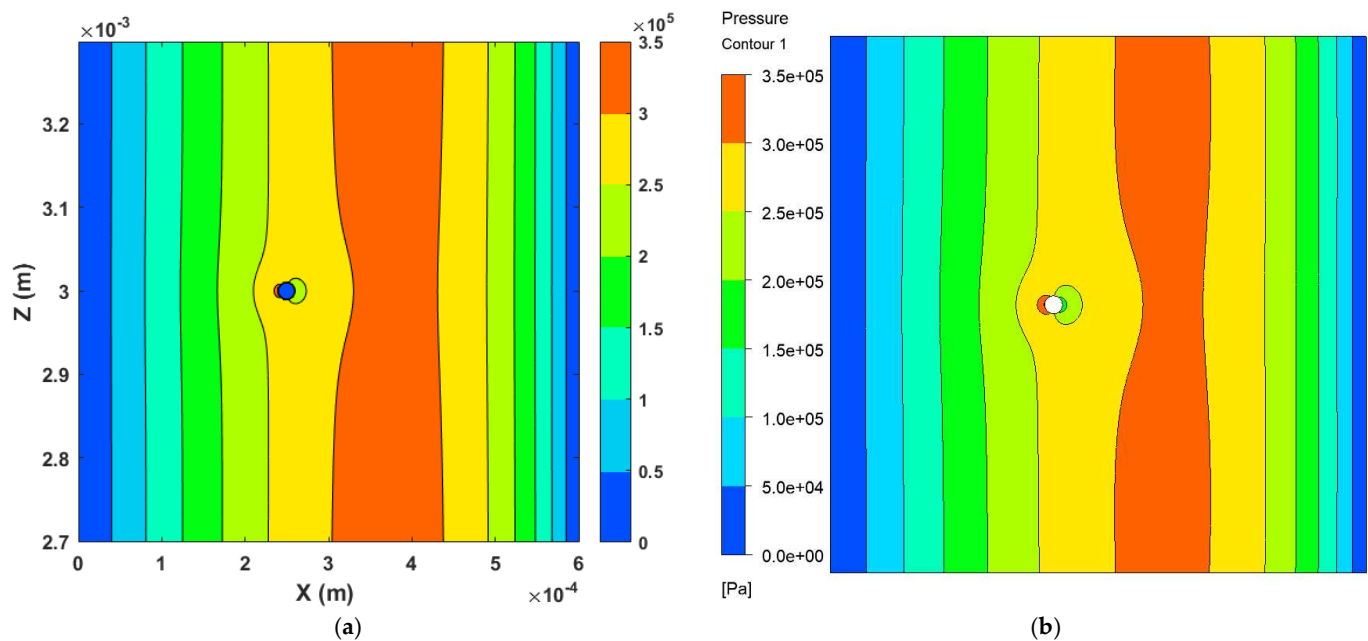 ×10⁻³
×10⁵
3.5
3
2.5
2
1.5
1
0.5
0
3.2
3.1
3
2.9
2.8
2.7
Z (m)
0 1 2 3 4 5 6
X (m)
×10⁻⁴
(a)
Pressure
Contour 1
3.5e+05
3.0e+05
2.5e+05
2.0e+05
1.5e+05
1.0e+05
5.0e+04
0.0e+00
[Pa]
(b)